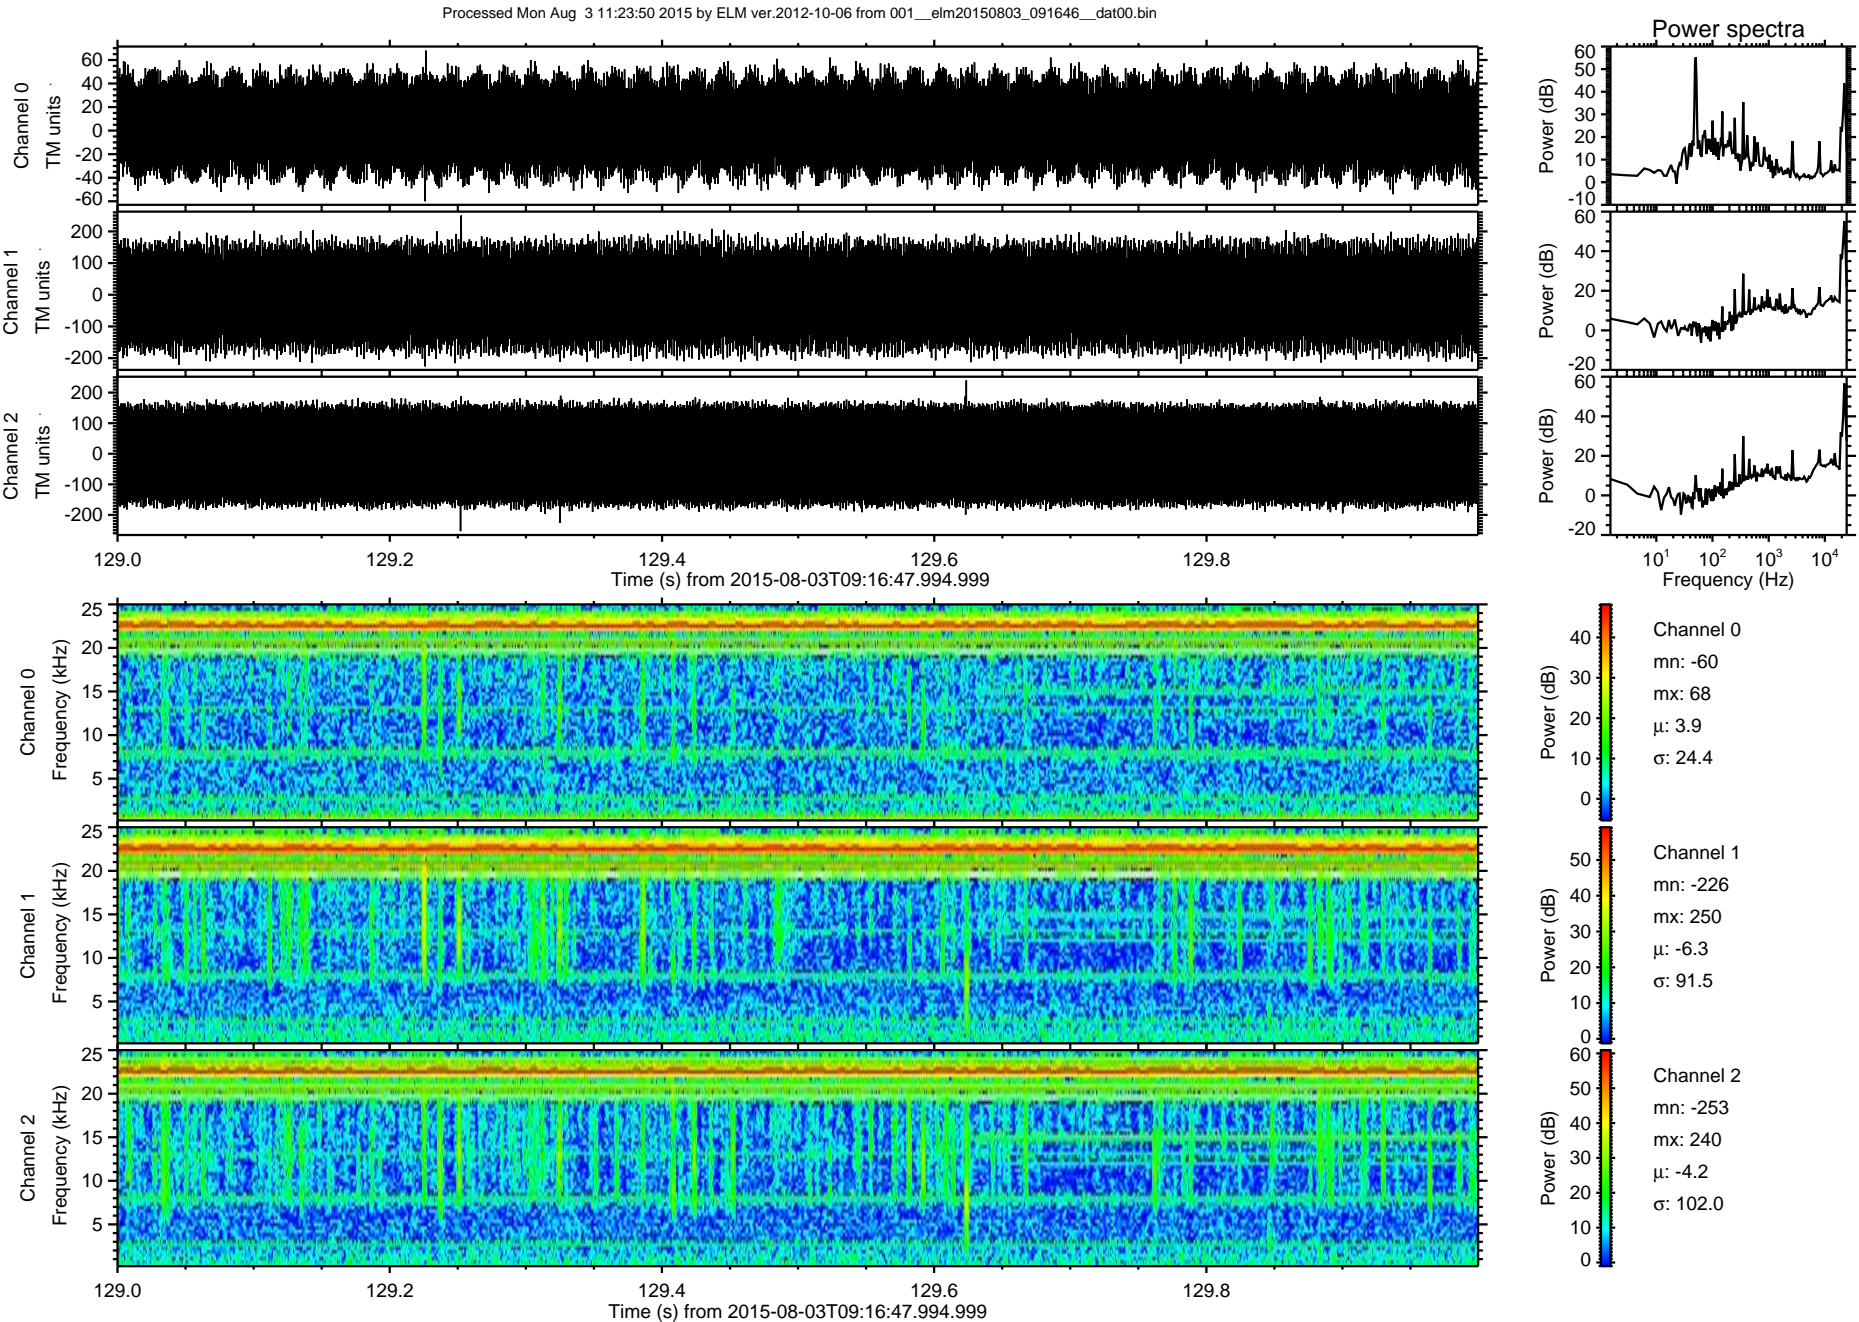 Processed Mon Aug  3 11:23:50 2015 by ELM ver.2012-10-06 from 001__elm20150803_091646__dat00.bin
Power spectra
Channel 0
TM units
60
40
20
0
-20
-40
-60
Power (dB)
60
50
40
30
20
10
0
-10
Channel 1
TM units
200
100
0
-100
-200
Power (dB)
60
40
20
0
-20
Channel 2
TM units
200
100
0
-100
-200
Power (dB)
60
40
20
0
-20
129.0 129.2 129.4 129.6 129.8
Time (s) from 2015-08-03T09:16:47.994.999
10¹ 10² 10³ 10⁴
Frequency (Hz)
Channel 0
Frequency (kHz)
25
20
15
10
5
Power (dB)
40
30
20
10
0
Channel 0
mn: -60
mx: 68
μ: 3.9
σ: 24.4
Channel 1
Frequency (kHz)
25
20
15
10
5
Power (dB)
50
40
30
20
10
0
Channel 1
mn: -226
mx: 250
μ: -6.3
σ: 91.5
Channel 2
Frequency (kHz)
25
20
15
10
5
Power (dB)
60
50
40
30
20
10
0
Channel 2
mn: -253
mx: 240
μ: -4.2
σ: 102.0
129.0 129.2 129.4 129.6 129.8
Time (s) from 2015-08-03T09:16:47.994.999